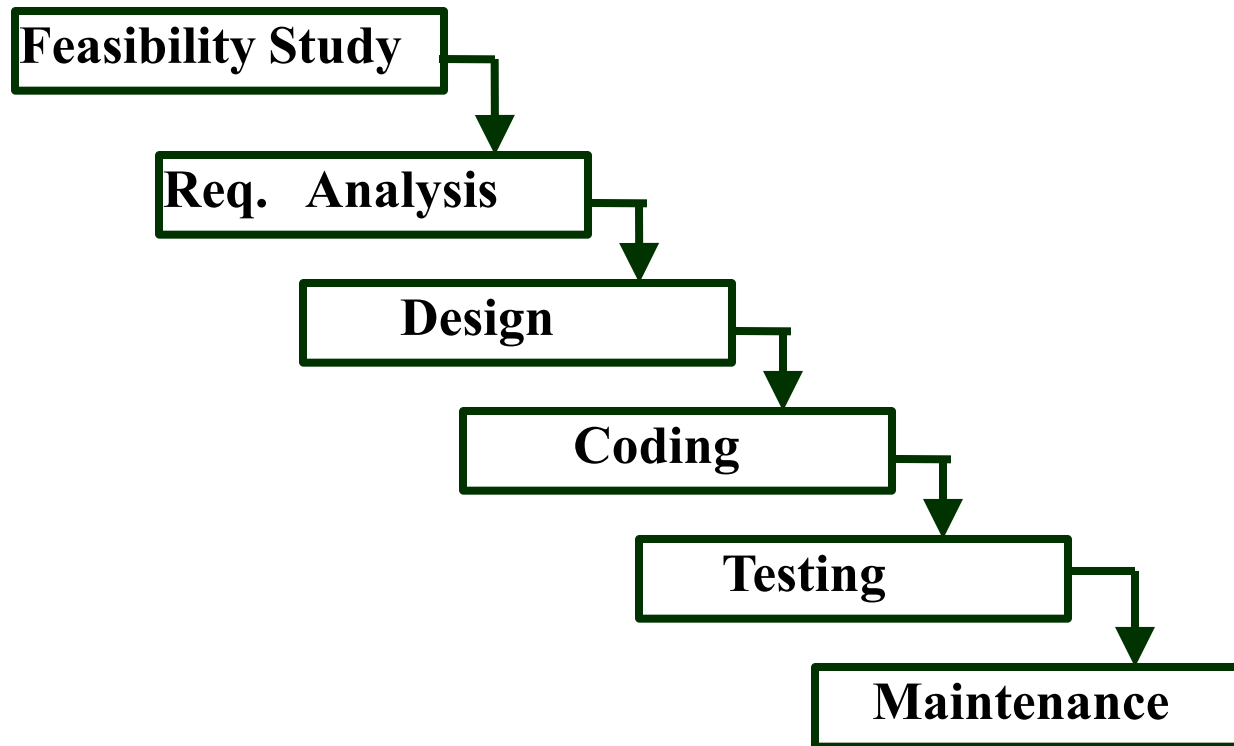 Feasibility Study
Req. Analysis
Design
Coding
Testing
Maintenance